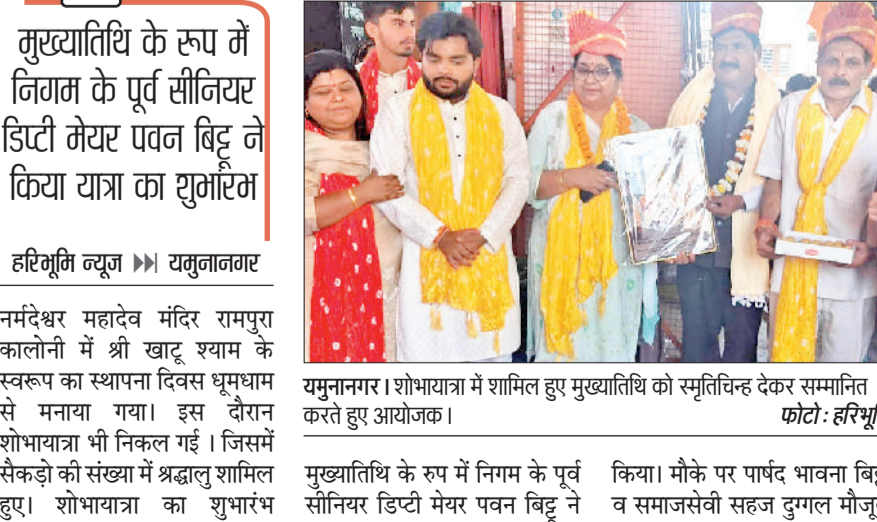 मुख्यातिथि के रूप में
निगम के पूर्व सीनियर
डिप्टी मेयर पवन बिट्टू ने
किया यात्रा का शुभारंभ
हरिभूमि न्यूज यमुनानगर
नर्मदेश्वर महादेव मंदिर रामपुरा
कालोनी में श्री खाटू श्याम के
स्वरूप का स्थापना दिवस धूमधाम
से मनाया गया। इस दौरान
शोभायात्रा भी निकल गई । जिसमें
सैकड़ो की संख्या में श्रद्धालु शामिल
हुए। शोभायात्रा का शुभारंभ
यमुनानगर। शोभायात्रा में शामिल हुए मुख्यातिथि को स्मृतिचिन्ह देकर सम्मानित
करते हुए आयोजक। फोटो : हरिभूमि
मुख्यातिथि के रुप में निगम के पूर्व
सीनियर डिप्टी मेयर पवन बिट्टू ने
किया। मौके पर पार्षद भावना बिट्टू
व समाजसेवी सहज दुग्गल मौजूद